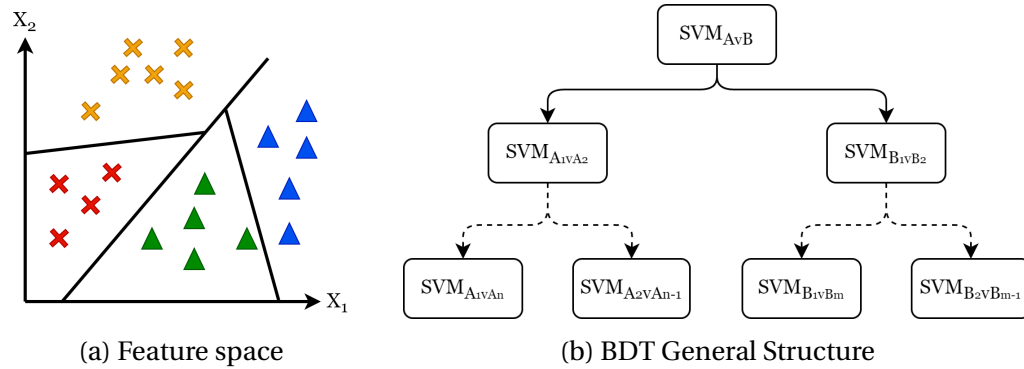 X2
X1
(a) Feature space
SVMAvB
SVMA1vA2
SVMB1vB2
SVMA1vAn
SVMA2vAn-1
SVMB1vBm
SVMB2vBm-1
(b) BDT General Structure